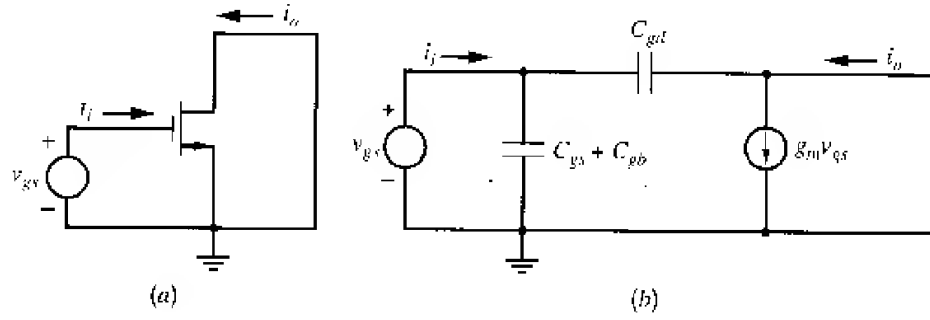 i_o
i_i
+
v_gs
−
(a)
C_gd
i_i
i_o
+
v_gs
−
C_gs + C_gb
g_m v_gs
(b)